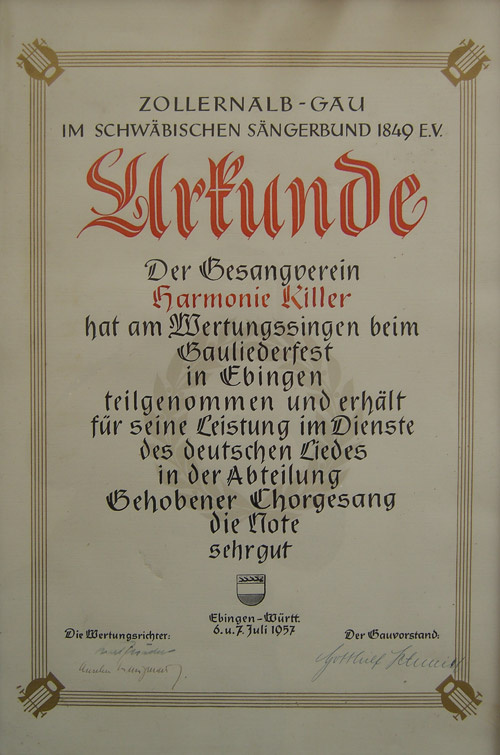 ZOLLERNALB-GAU
IM SCHWÄBISCHEN SÄNGERBUND 1849 E.V.
Urkunde
Der Gesangverein
Harmonie Killer
hat am Wertungssingen beim
Gauliederfest
in Ebingen
teilgenommen und erhält
für seine Leistung im Dienste
des deutschen Liedes
in der Abteilung
Gehobener Chorgesang
die Note
sehr gut
Ebingen-Württ.
6. u. 7. Juli 1957
Die Wertungsrichter:
Der Gauvorstand:
Gotthilf